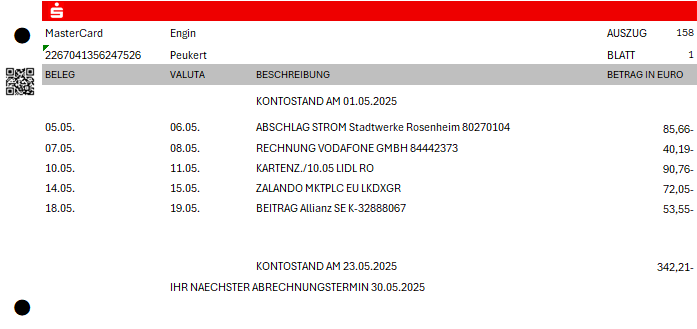 MasterCard Engin AUSZUG 158
2267041356247526 Peukert BLATT 1
BELEG VALUTA BESCHREIBUNG BETRAG IN EURO
KONTOSTAND AM 01.05.2025
05.05. 06.05. ABSCHLAG STROM Stadtwerke Rosenheim 80270104 85,66-
07.05. 08.05. RECHNUNG VODAFONE GMBH 84442373 40,19-
10.05. 11.05. KARTENZ./10.05 LIDL RO 90,76-
14.05. 15.05. ZALANDO MKTPLC EU LKDXGR 72,05-
18.05. 19.05. BEITRAG Allianz SE K-32888067 53,55-
KONTOSTAND AM 23.05.2025 342,21-
IHR NAECHSTER ABRECHNUNGSTERMIN 30.05.2025